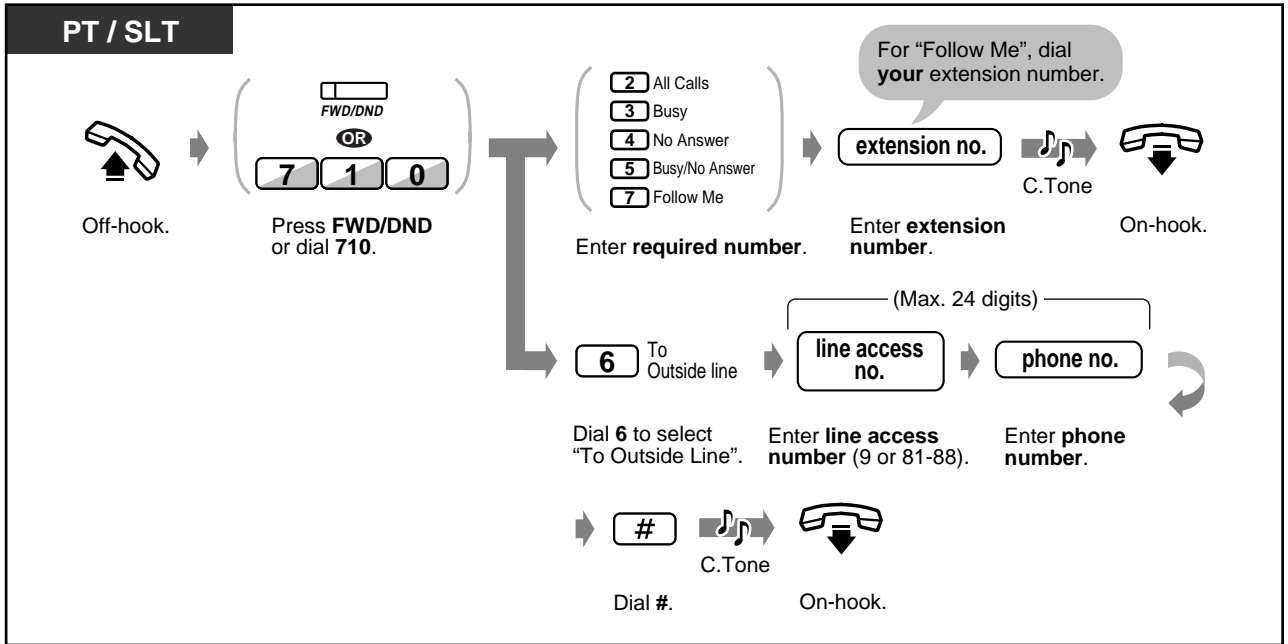 PT / SLT
For “Follow Me”, dial
your extension number.
FWD/DND
OR
7 1 0
2 All Calls
3 Busy
4 No Answer
5 Busy/No Answer
7 Follow Me
extension no.
C.Tone
Off-hook.
Press FWD/DND
or dial 710.
Enter required number.
Enter extension
number.
On-hook.
(Max. 24 digits)
6 To
Outside line
line access
no.
phone no.
Dial 6 to select
“To Outside Line”.
Enter line access
number (9 or 81-88).
Enter phone
number.
#
C.Tone
Dial #.
On-hook.